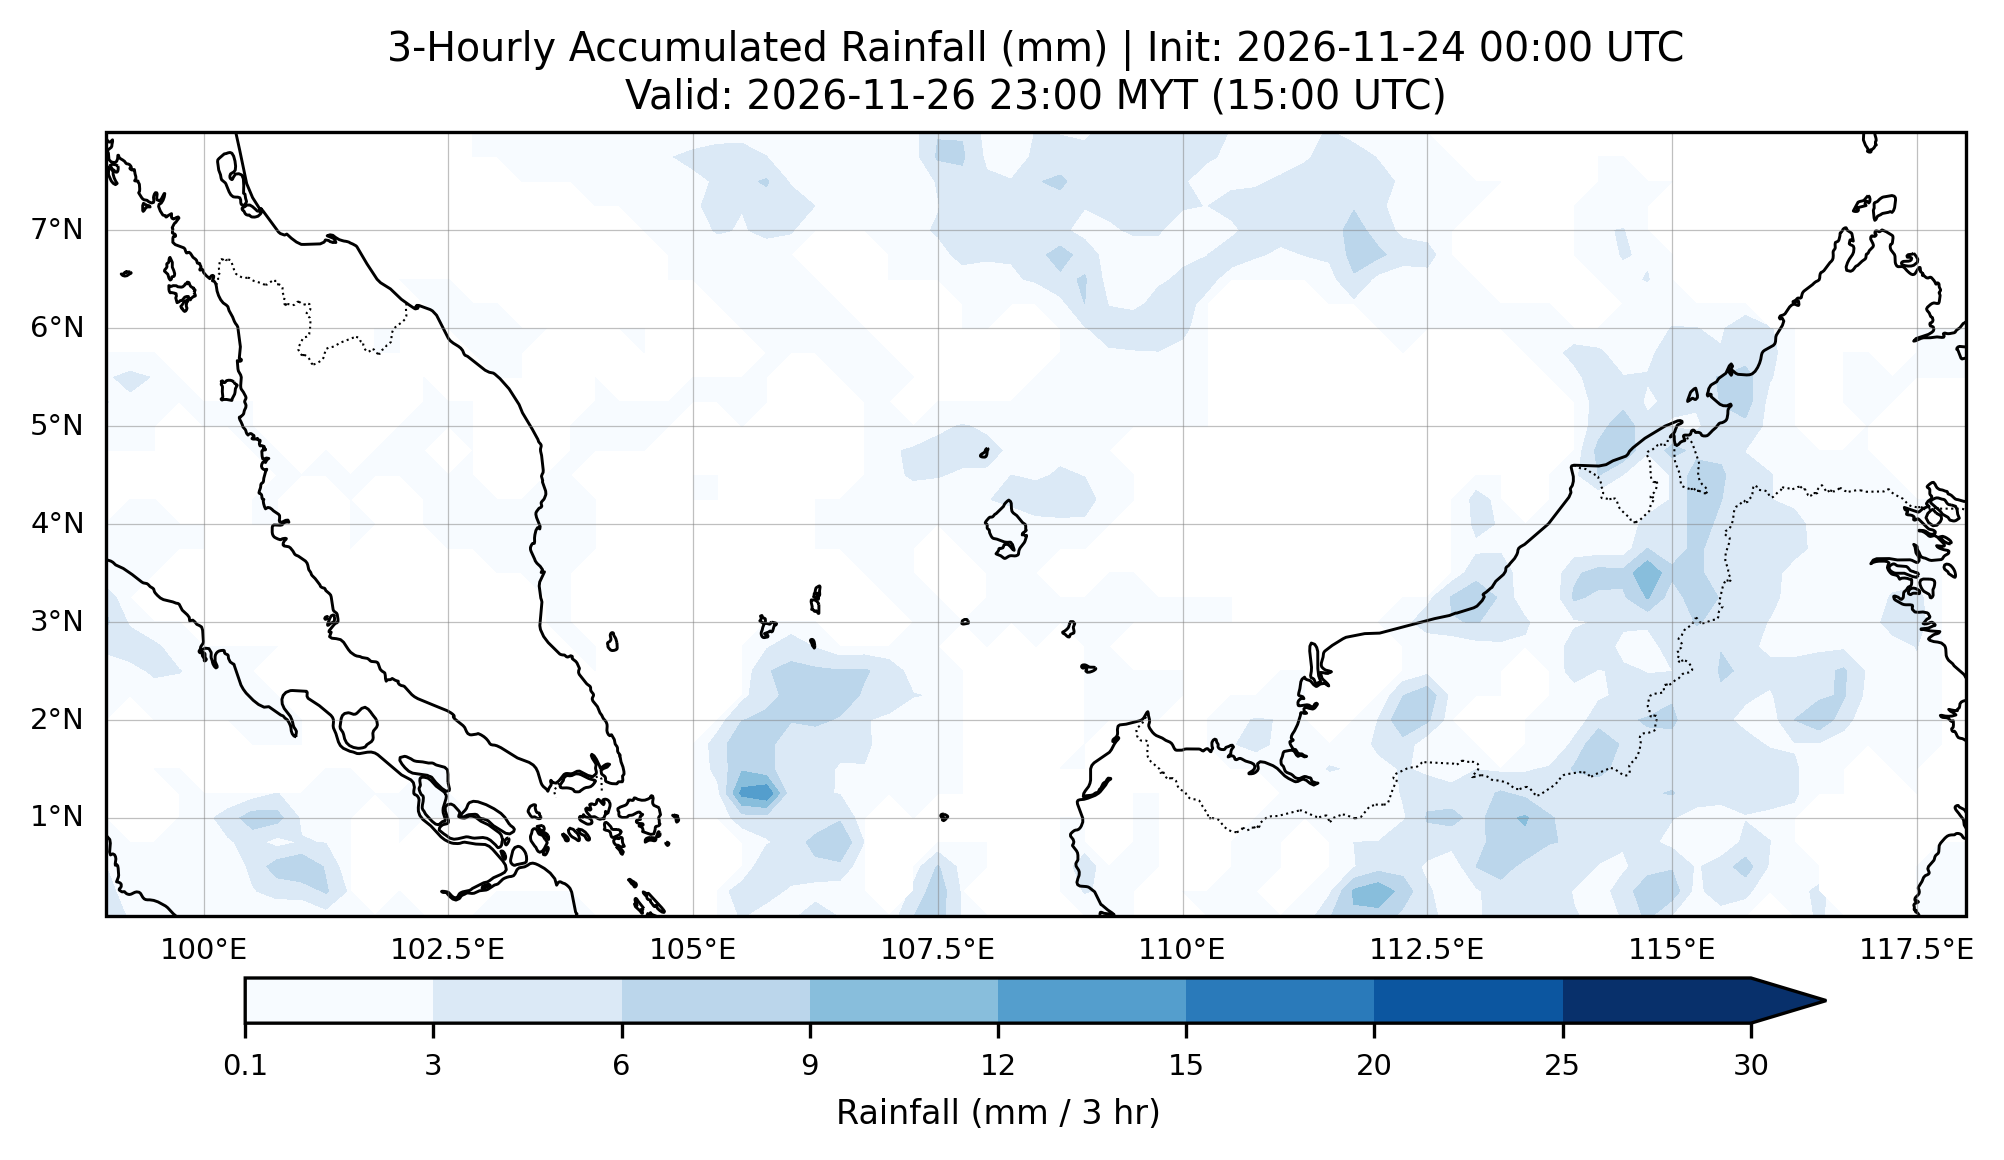 3-Hourly Accumulated Rainfall (mm) | Init: 2026-11-24 00:00 UTC
Valid: 2026-11-26 23:00 MYT (15:00 UTC)
7°N
6°N
5°N
4°N
3°N
2°N
1°N
100°E 102.5°E 105°E 107.5°E 110°E 112.5°E 115°E 117.5°E
0.1 3 6 9 12 15 20 25 30
Rainfall (mm / 3 hr)